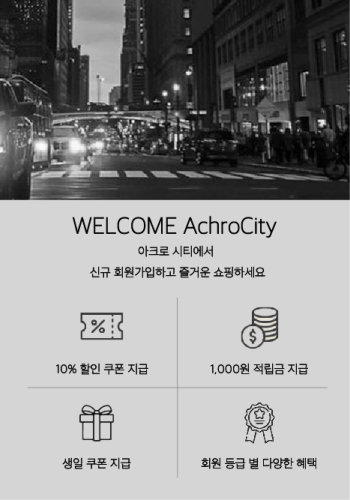 WELCOME AchroCity
아크로 시티에서
신규 회원가입하고 즐거운 쇼핑하세요
10% 할인 쿠폰 지급
1,000원 적립금 지급
생일 쿠폰 지급
회원 등급 별 다양한 혜택